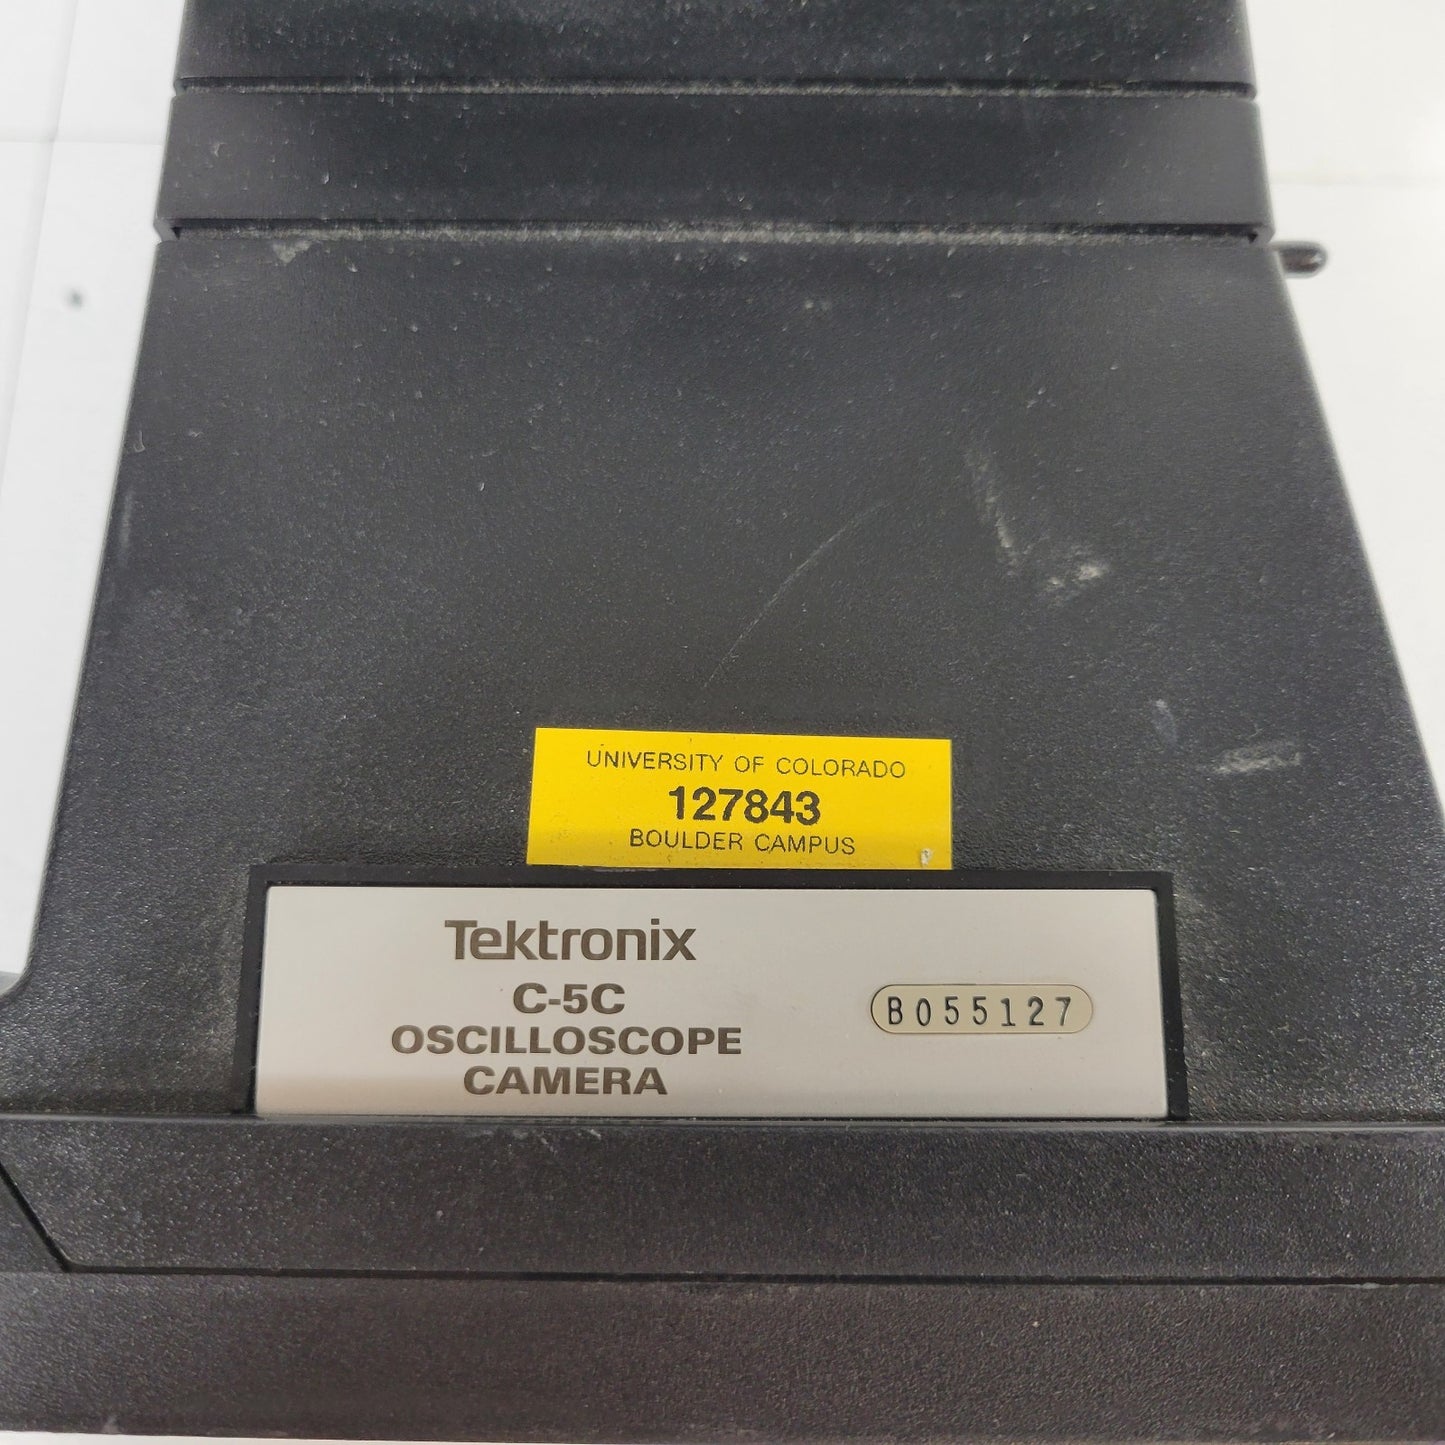 UNIVERSITY OF COLORADO
127843
BOULDER CAMPUS
Tektronix
C-5C
OSCILLOSCOPE
CAMERA
B055127